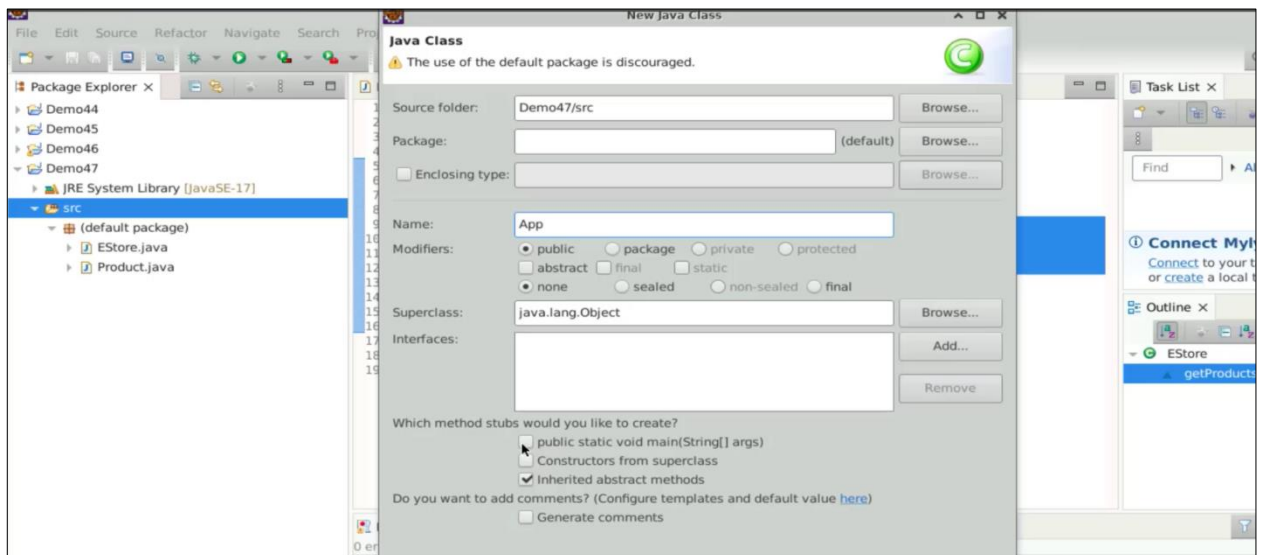 New Java Class
File Edit Source Refactor Navigate Search
Java Class
The use of the default package is discouraged.
Package Explorer
Demo44
Demo45
Demo46
Demo47
JRE System Library [JavaSE-17]
src
(default package)
EStore.java
Product.java
Source folder: Demo47/src Browse...
Package: (default) Browse...
Enclosing type: Browse...
Name: App
Modifiers: public package private protected
abstract final static
none sealed non-sealed final
Superclass: java.lang.Object Browse...
Interfaces: Add...
Remove
Which method stubs would you like to create?
public static void main(String[] args)
Constructors from superclass
Inherited abstract methods
Do you want to add comments? (Configure templates and default value here)
Generate comments
Task List
Find
Connect
Connect to your
or create a local
Outline
EStore
getProducts